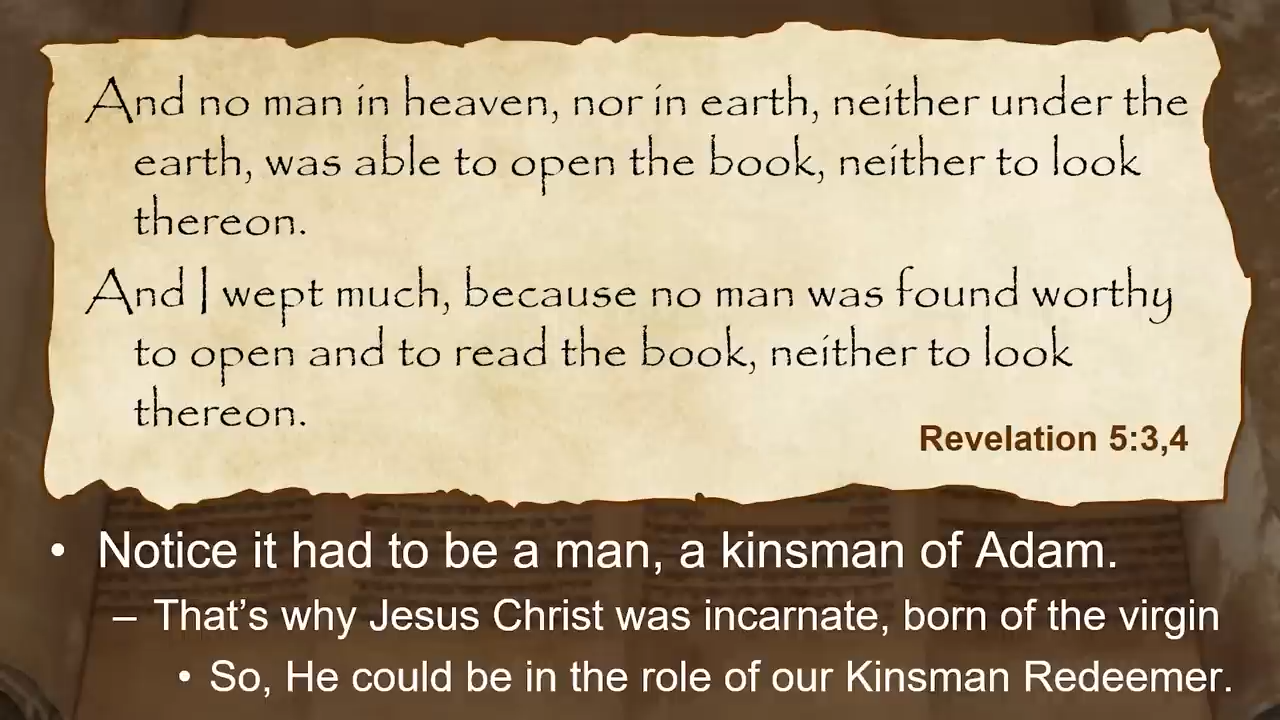 And no man in heaven, nor in earth, neither under the
earth, was able to open the book, neither to look
thereon.
And I wept much, because no man was found worthy
to open and to read the book, neither to look
thereon.
Revelation 5:3,4
• Notice it had to be a man, a kinsman of Adam.
– That’s why Jesus Christ was incarnate, born of the virgin
• So, He could be in the role of our Kinsman Redeemer.